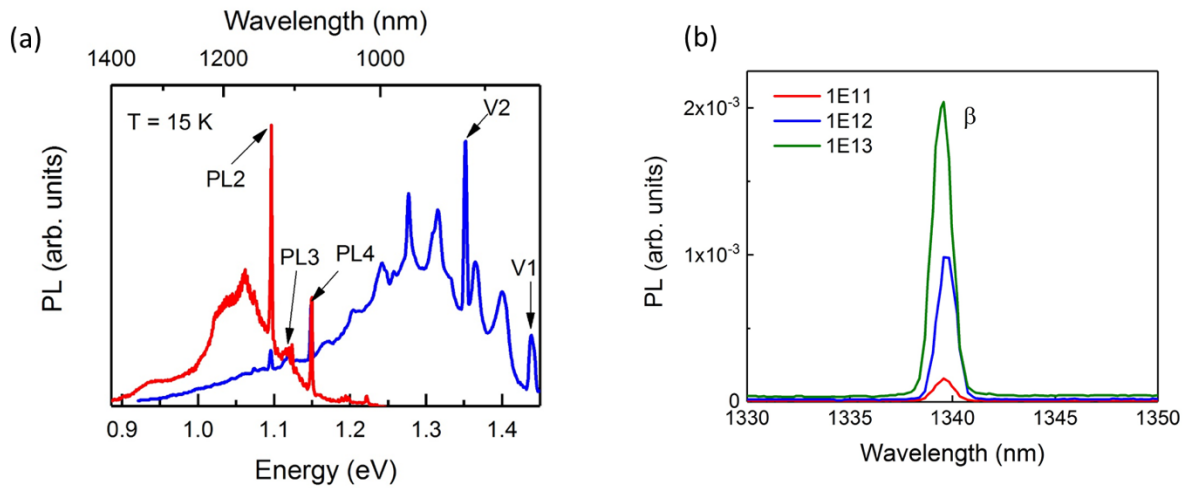 (a)
Wavelength (nm)
1400 1200 1000
T = 15 K
PL2
PL3
PL4
V2
V1
PL (arb. units)
0.9 1.0 1.1 1.2 1.3 1.4
Energy (eV)
(b)
1E11
1E12
1E13
β
2x10-3
1x10-3
0
PL (arb. units)
1330 1335 1340 1345 1350
Wavelength (nm)